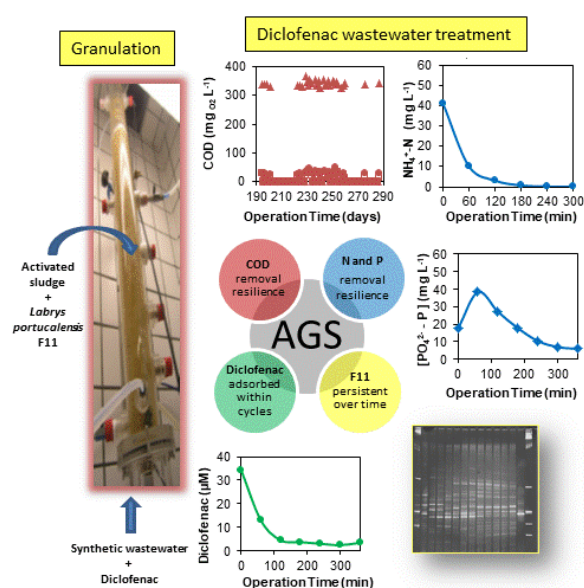 Granulation
Diclofenac wastewater treatment
COD (mg O2 L-1)
400
300
200
100
0
190 210 230 250 270 290
Operation Time (days)
NH4+-N (mg L-1)
50
40
30
20
10
0
0 60 120 180 240 300
Operation Time (min)
Activated
sludge +
Labrys
portucalensis
F11
COD
removal
resilience
N and P
removal
resilience
AGS
Diclofenac
adsorbed
within
cycles
F11
persistent
over time
[PO42- - P] (mg L-1)
50
40
30
20
10
0
0 100 200 300
Operation Time (min)
Diclofenac (µM)
40
30
20
10
0
0 100 200 300
Operation Time (min)
Synthetic wastewater
+
Diclofenac